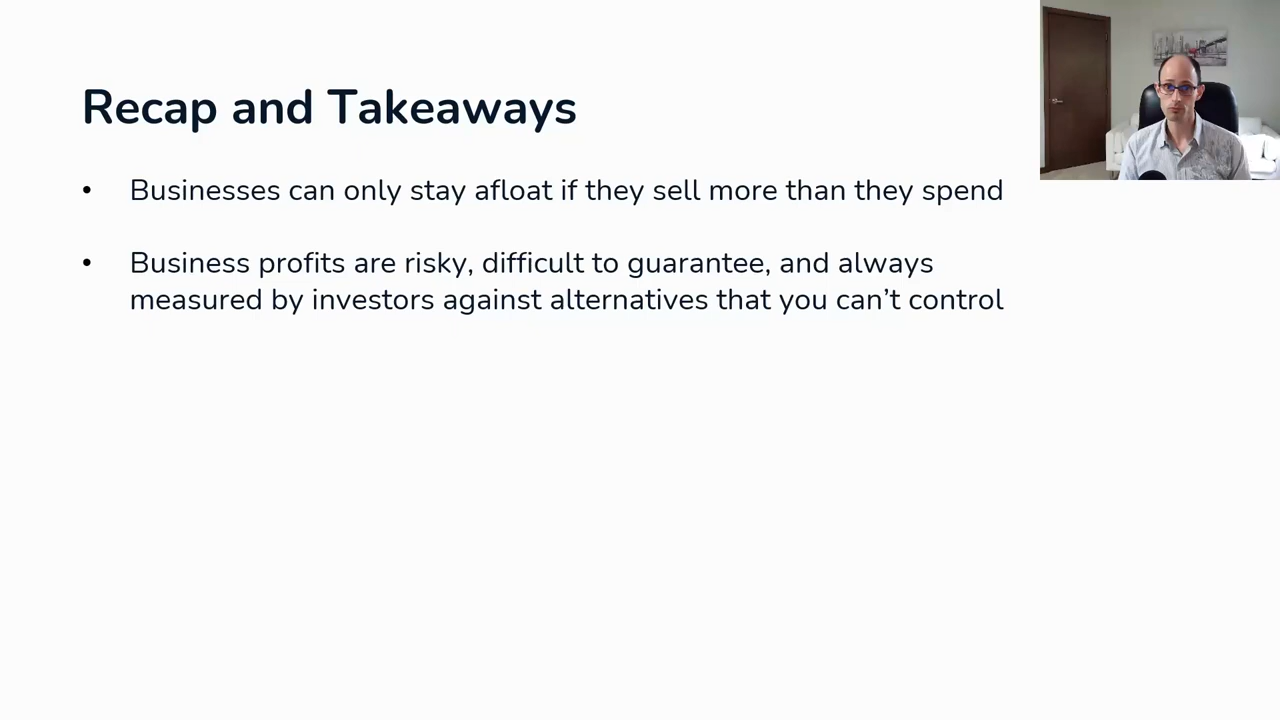 Recap and Takeaways
• Businesses can only stay afloat if they sell more than they spend
• Business profits are risky, difficult to guarantee, and always
measured by investors against alternatives that you can’t control